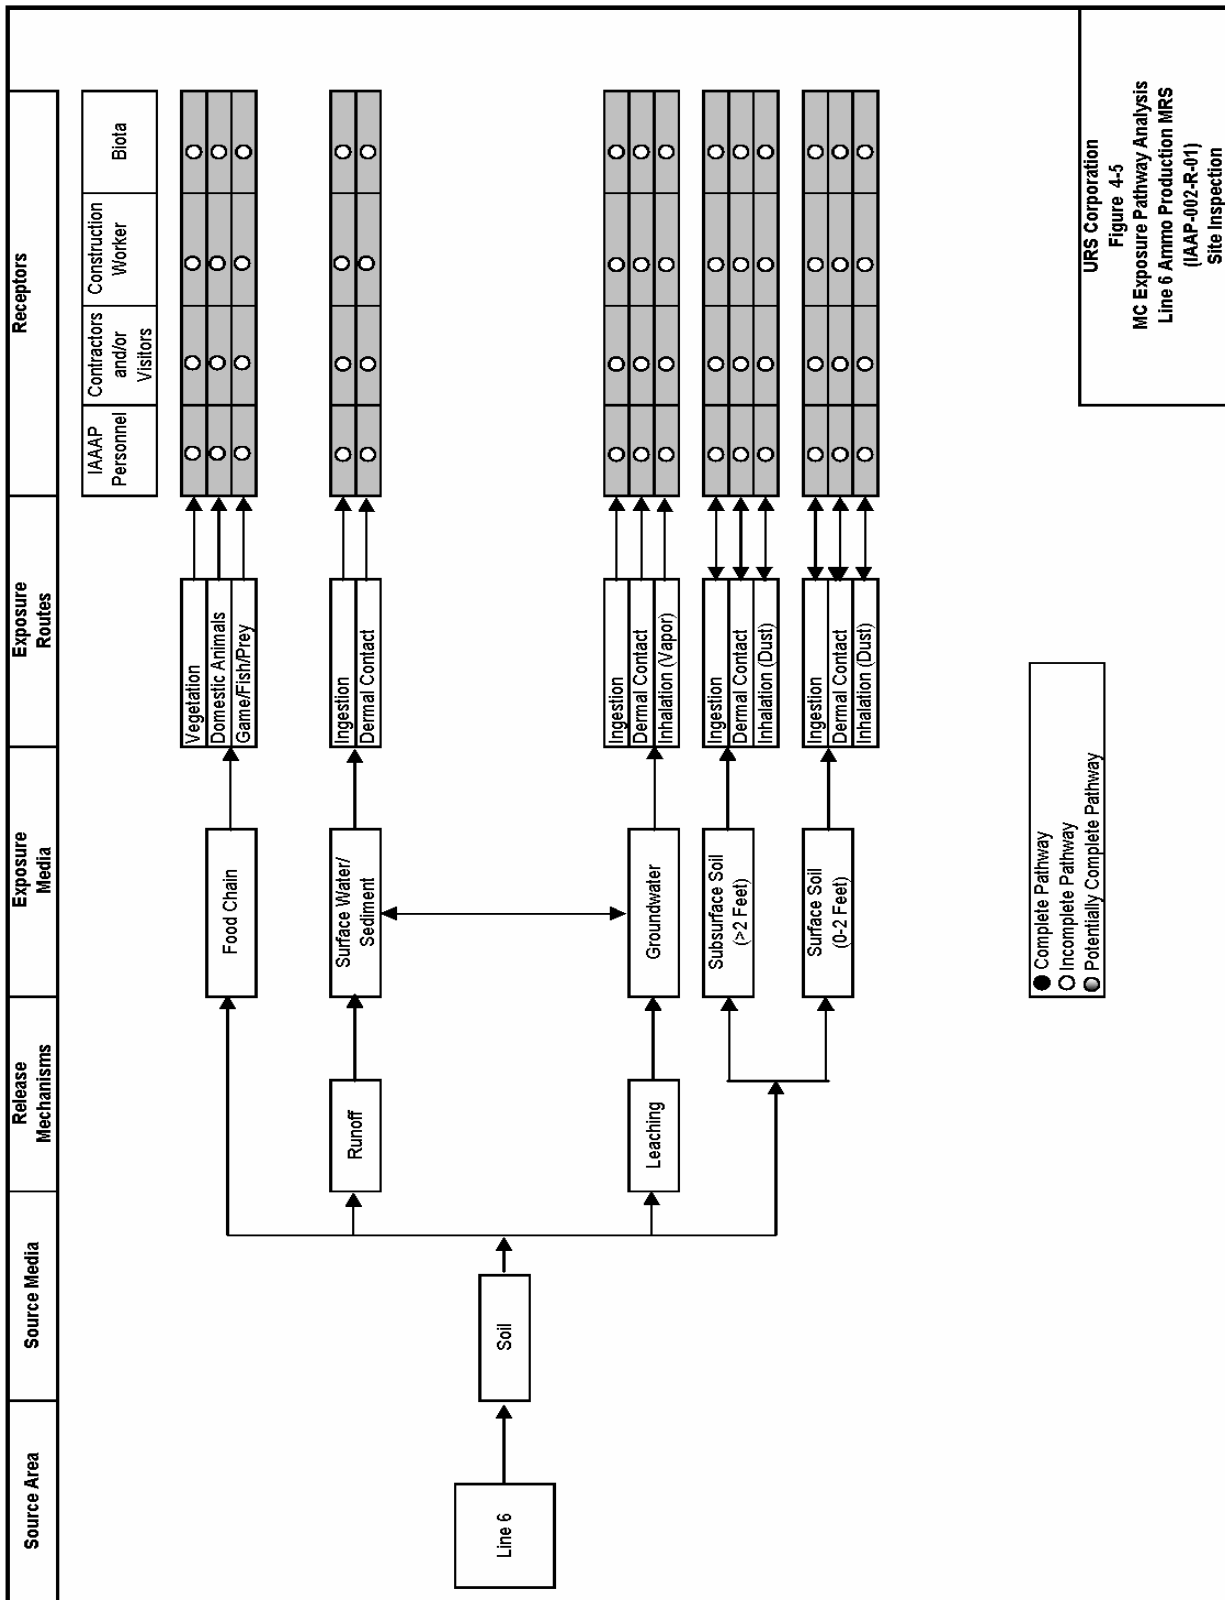 Source Area
Source Media
Release
Mechanisms
Exposure
Media
Exposure
Routes
Receptors
IAAAP
Personnel
Contractors
and/or
Visitors
Construction
Worker
Biota
Line 6
Soil
Runoff
Leaching
Food Chain
Surface Water/
Sediment
Groundwater
Subsurface Soil
(>2 Feet)
Surface Soil
(0-2 Feet)
Vegetation
Domestic Animals
Game/Fish/Prey
Ingestion
Dermal Contact
Ingestion
Dermal Contact
Inhalation (Vapor)
Ingestion
Dermal Contact
Inhalation (Dust)
Ingestion
Dermal Contact
Inhalation (Dust)
Complete Pathway
Incomplete Pathway
Potentially Complete Pathway
URS Corporation
Figure 4-5
MC Exposure Pathway Analysis
Line 6 Ammo Production MRS
(IAAP-002-R-01)
Site Inspection